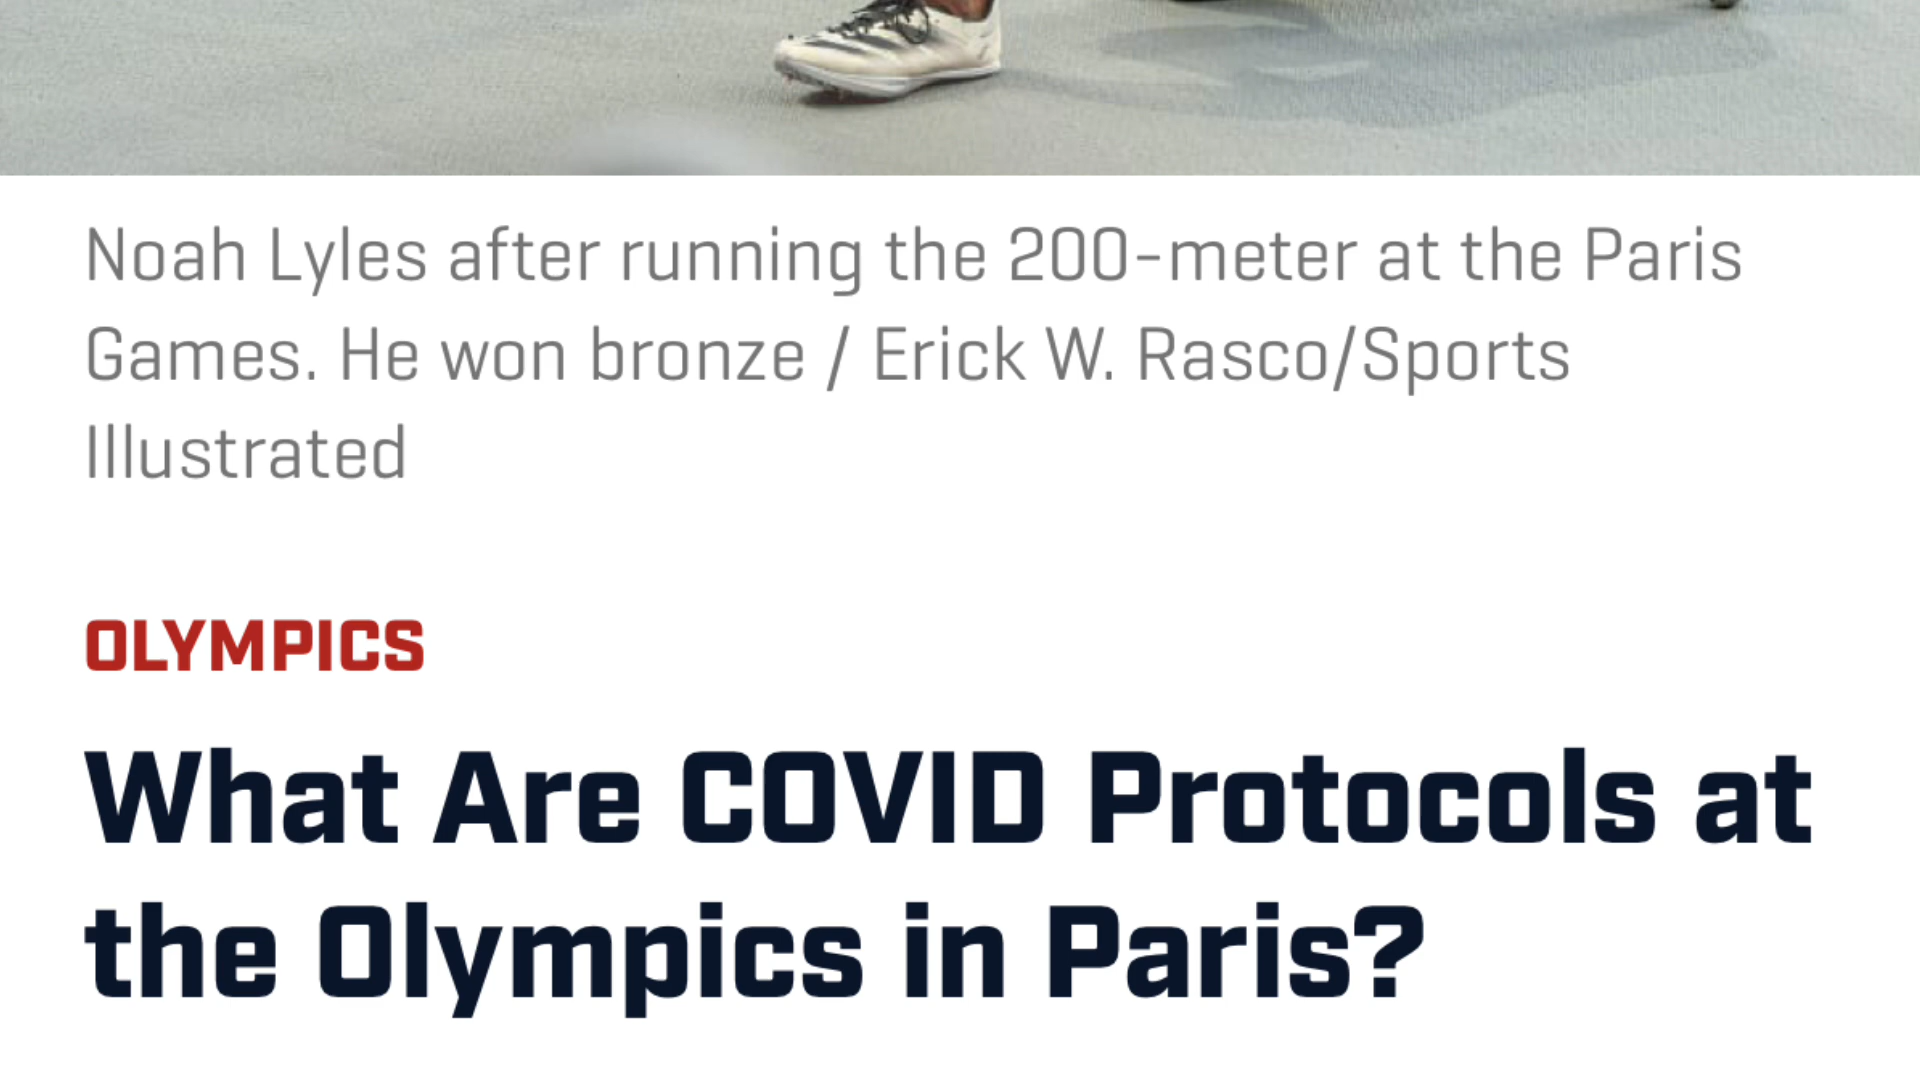 Noah Lyles after running the 200-meter at the Paris
Games. He won bronze / Erick W. Rasco/Sports
Illustrated
OLYMPICS
What Are COVID Protocols at
the Olympics in Paris?